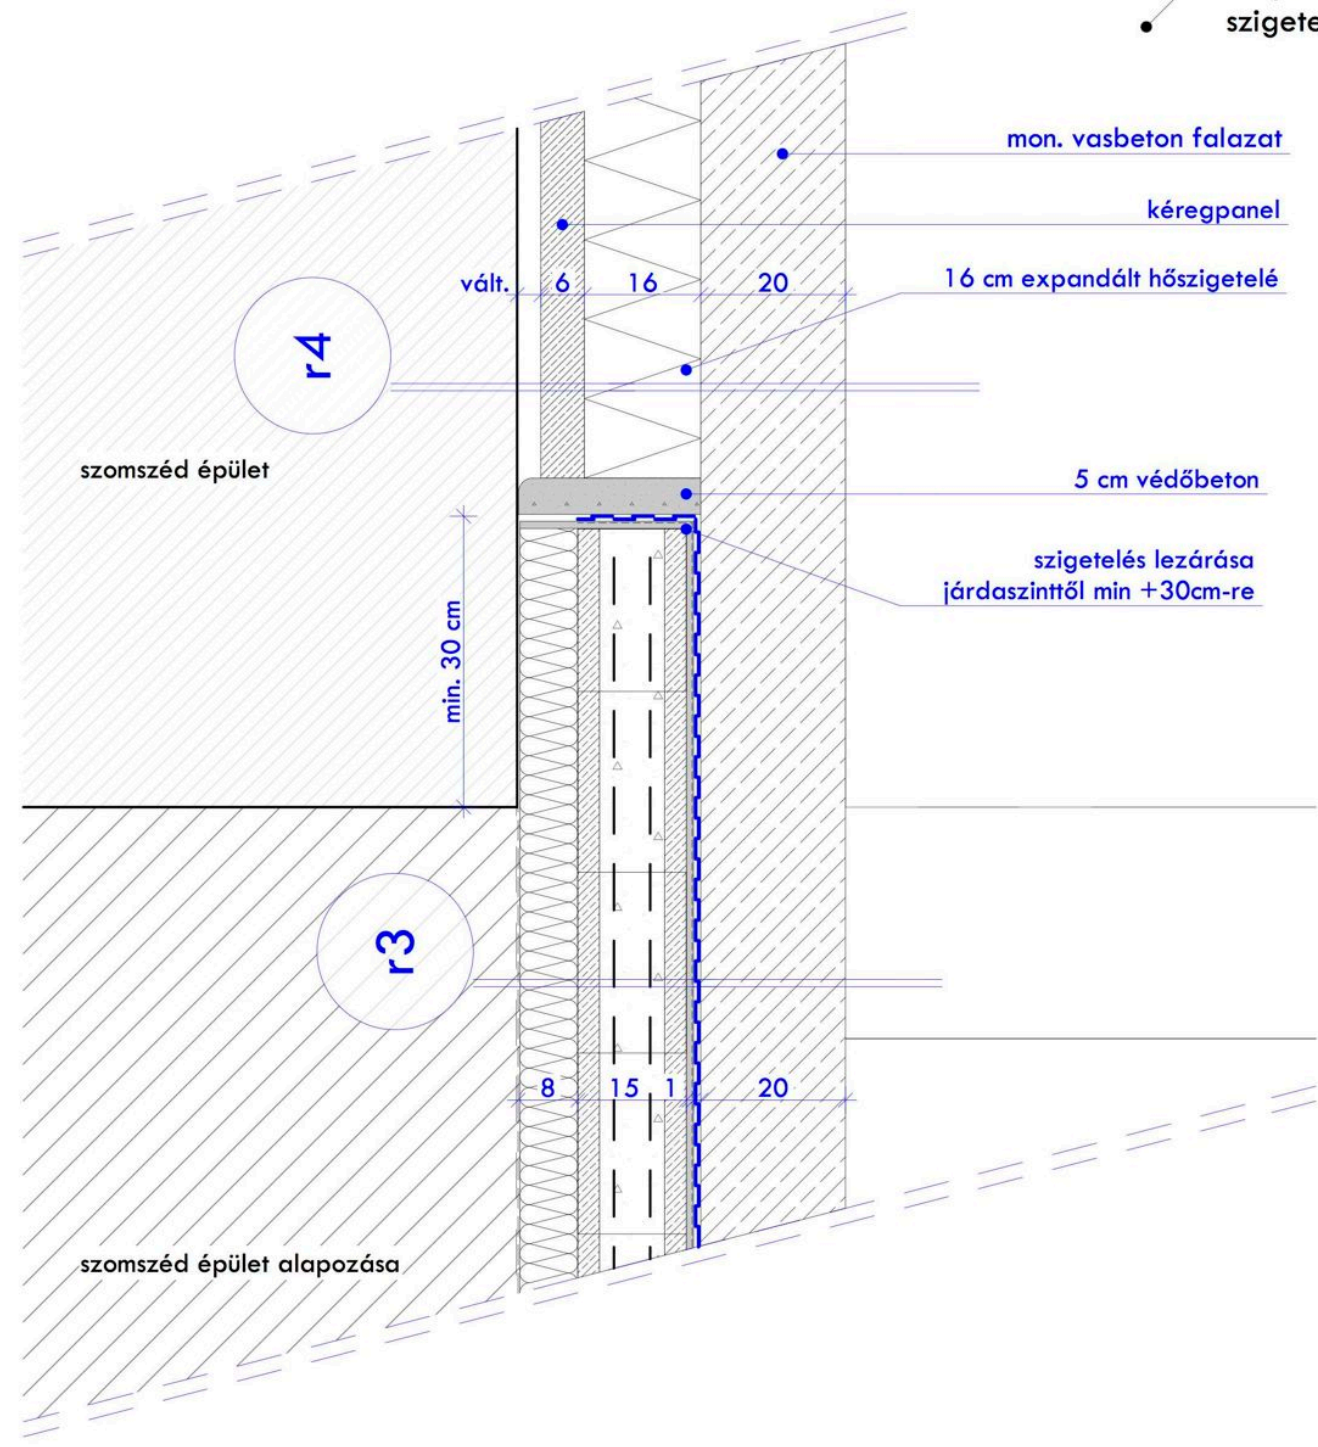 szigete
mon. vasbeton falazat
kéregpanel
vált. 6 16 20
16 cm expandált hőszigetelé
r4
szomszéd épület
5 cm védőbeton
szigetelés lezárása
járdaszinttől min +30cm-re
min. 30 cm
r3
8 15 1 20
szomszéd épület alapozása